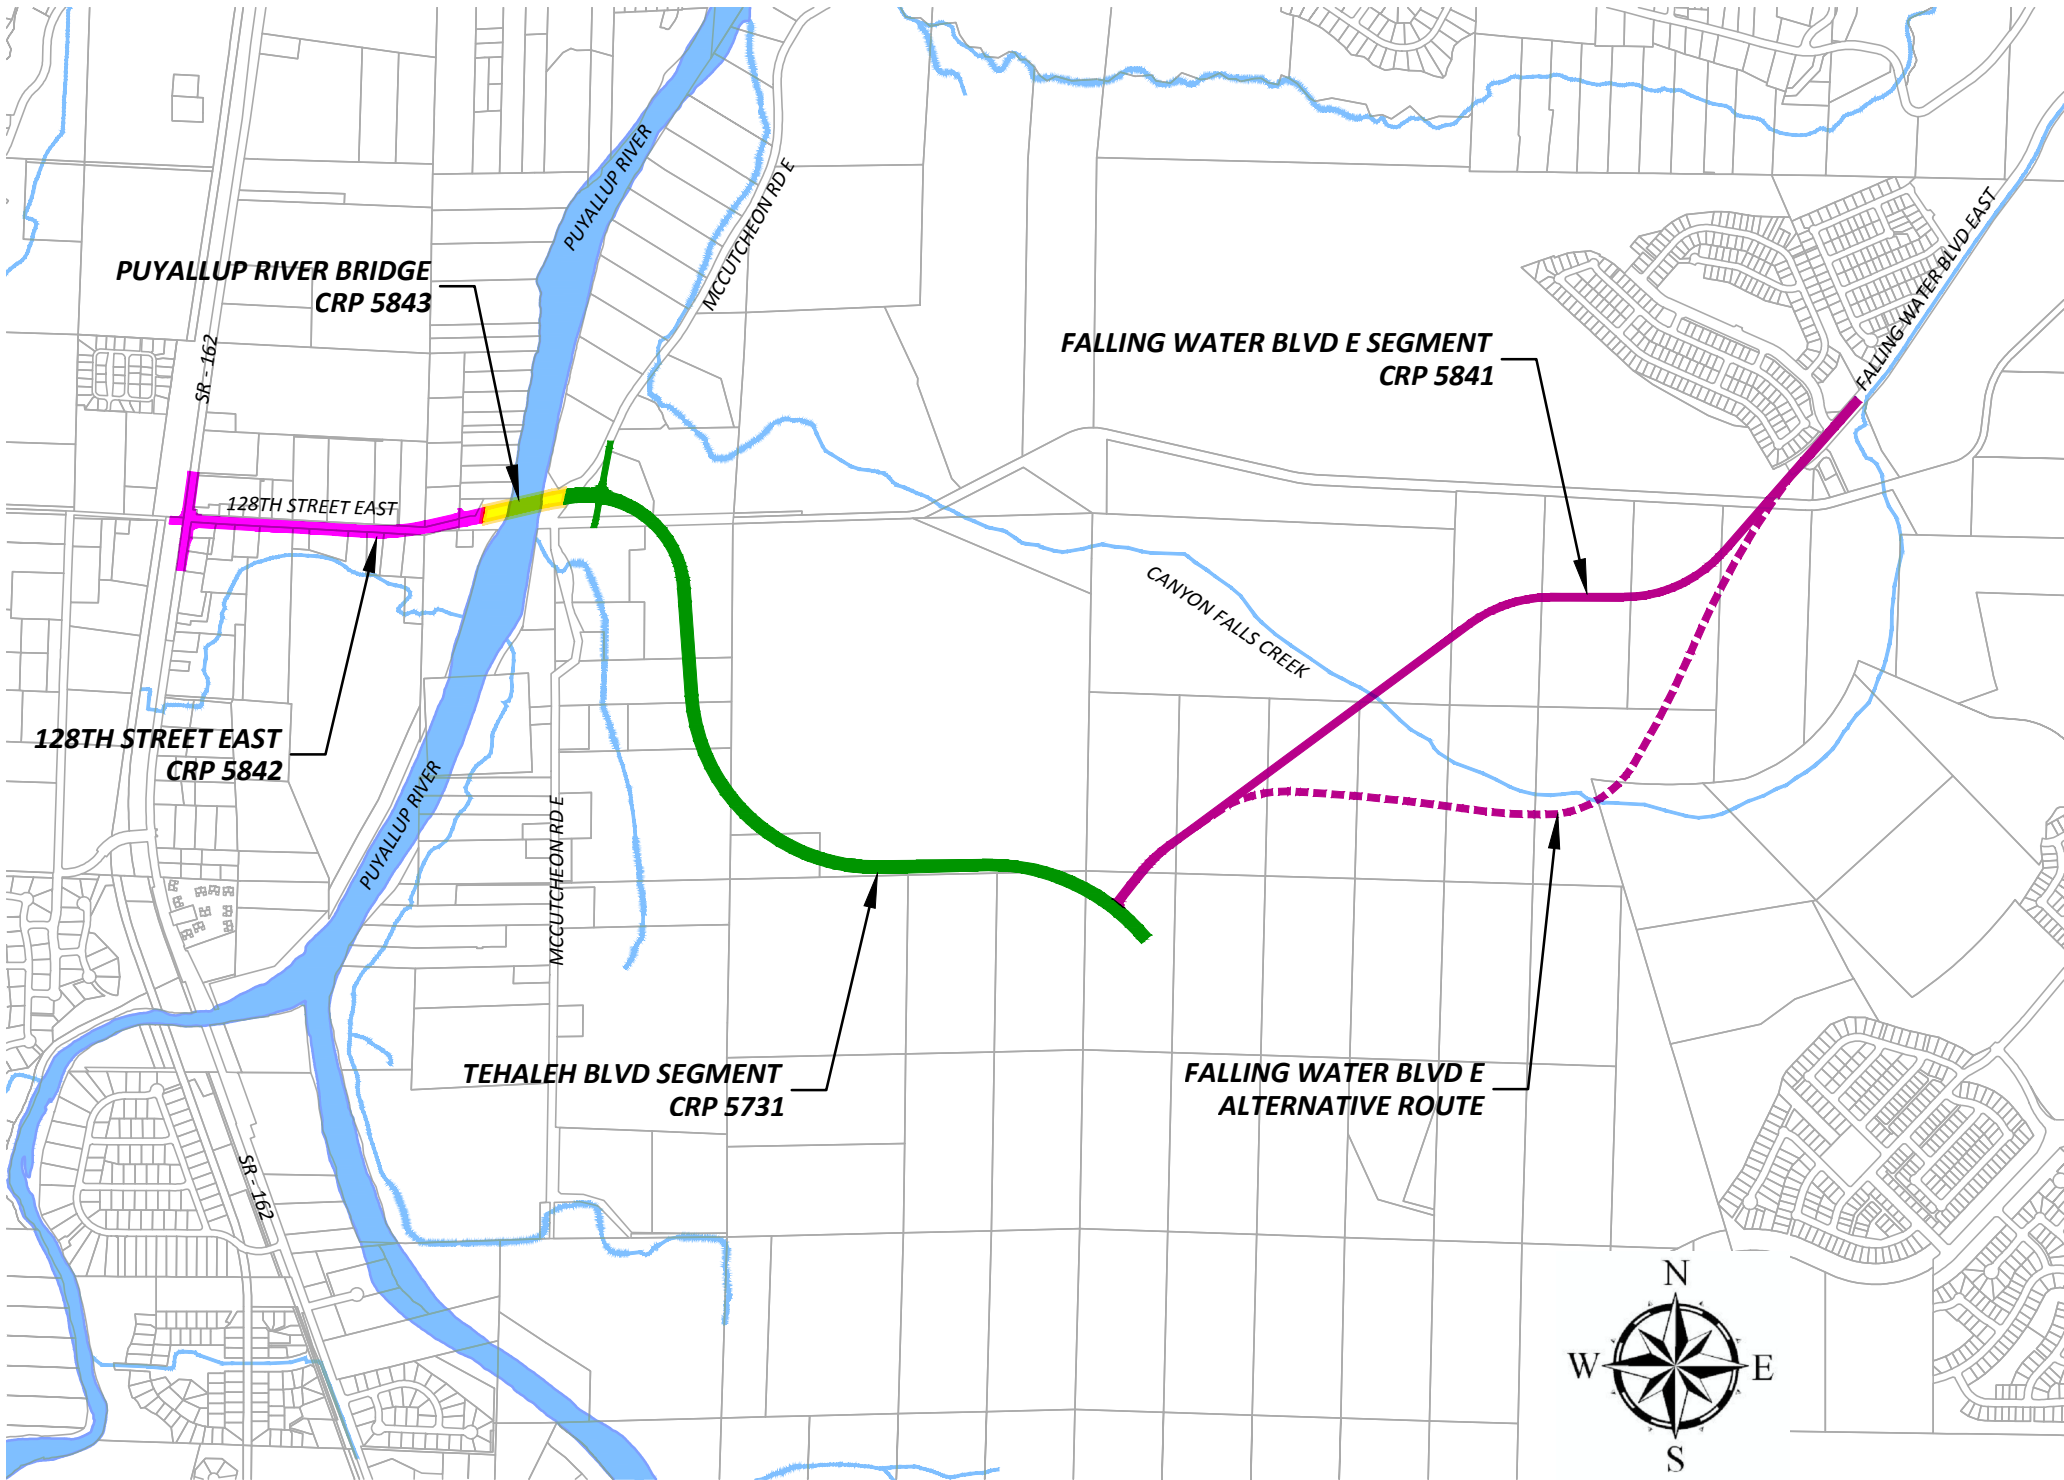 PUYALLUP RIVER
MCCUTCHEON RD E
PUYALLUP RIVER BRIDGE
CRP 5843
SR - 162
FALLING WATER BLVD EAST
FALLING WATER BLVD E SEGMENT
CRP 5841
128TH STREET EAST
CANYON FALLS CREEK
128TH STREET EAST
CRP 5842
PUYALLUP RIVER
MCCUTCHEON RD E
TEHALEH BLVD SEGMENT
CRP 5731
FALLING WATER BLVD E
ALTERNATIVE ROUTE
SR - 162
N
W
E
S